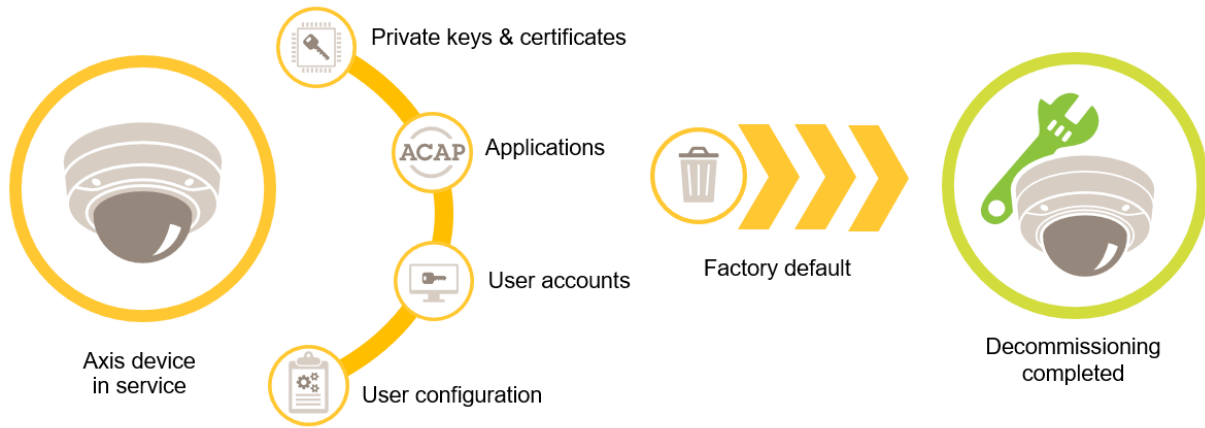 Private keys & certificates
ACAP
Applications
User accounts
User configuration
Axis device
in service
Factory default
Decommissioning
completed